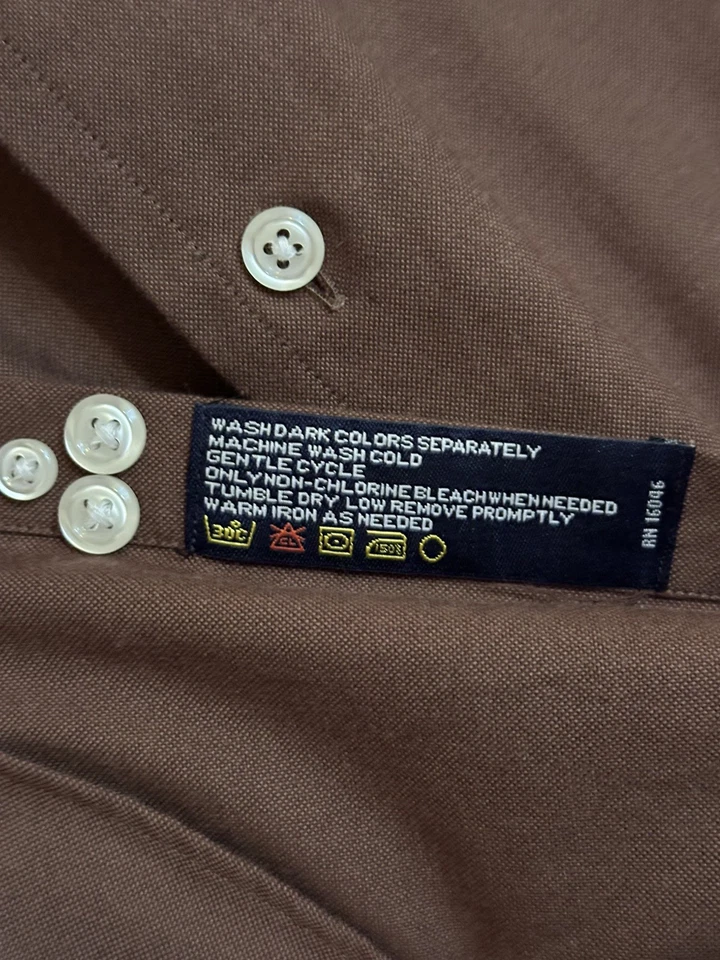 WASH DARK COLORS SEPARATELY
MACHINE WASH COLD
GENTLE CYCLE
ONLY NON-CHLORINE BLEACH WHEN NEEDED
TUMBLE DRY LOW REMOVE PROMPTLY
WARM IRON AS NEEDED
30°C CL 150%
RN 16046